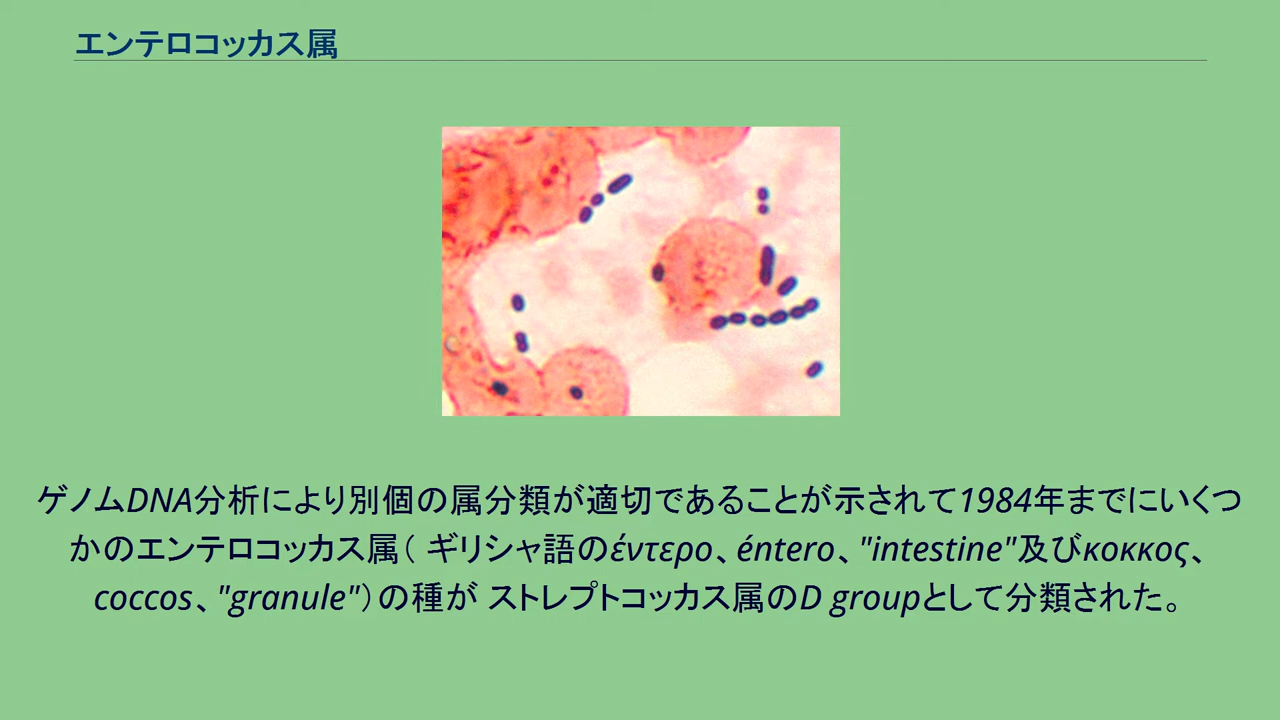 エンテロコッカス属
ゲノムDNA分析により別個の属分類が適切であることが示されて1984年までにいくつ
かのエンテロコッカス属( ギリシャ語のέντερο、éntero、"intestine"及びκοκκος、
coccos、"granule")の種が ストレプトコッカス属のD groupとして分類された。